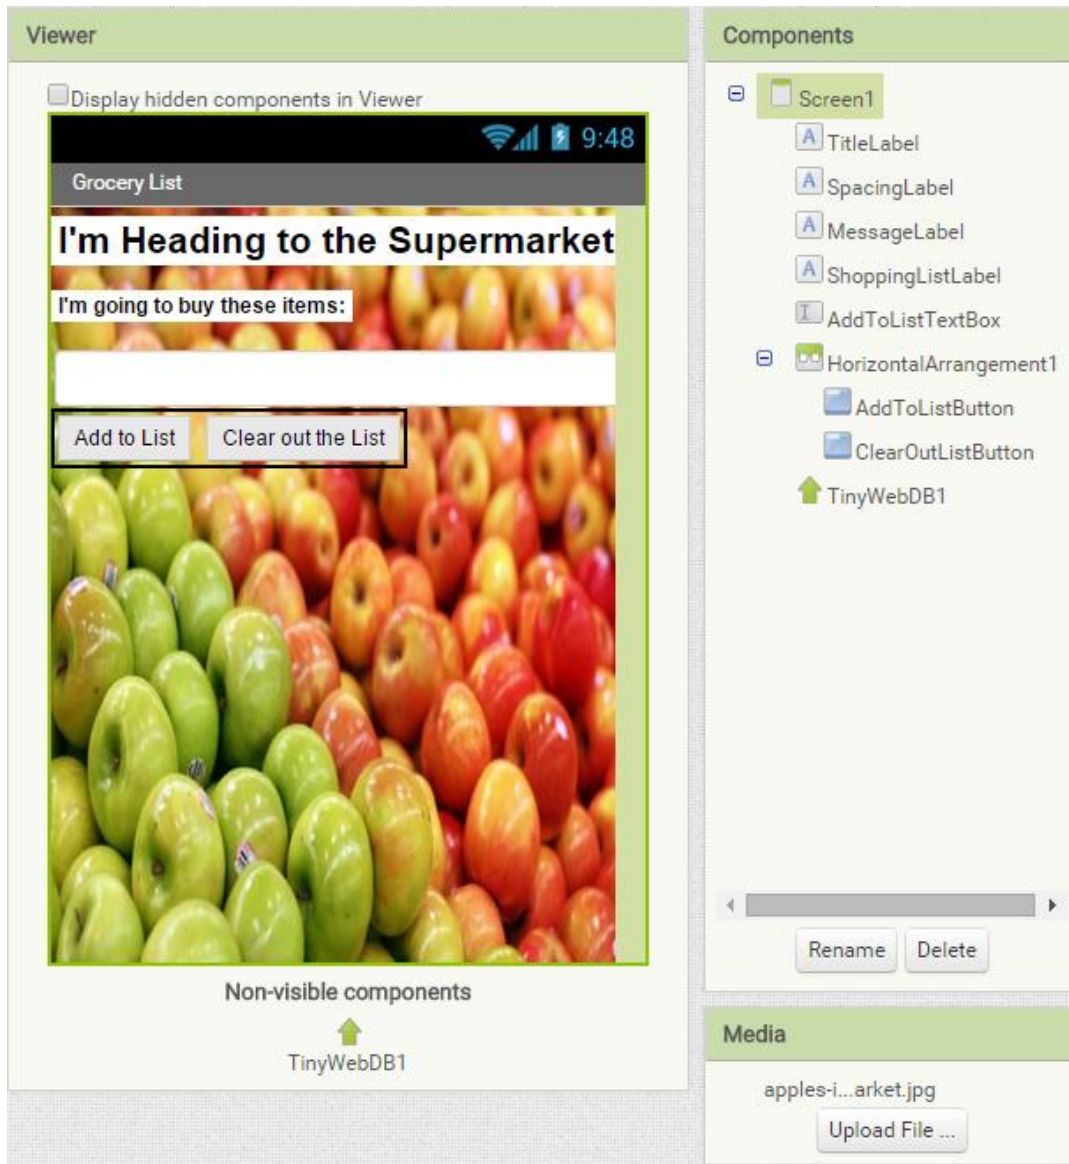 Viewer
Display hidden components in Viewer
9:48
Grocery List
I'm Heading to the Supermarket
I'm going to buy these items:
Add to List
Clear out the List
Non-visible components
TinyWebDB1
Components
Screen1
A TitleLabel
A SpacingLabel
A MessageLabel
A ShoppingListLabel
AddToListTextBox
HorizontalArrangement1
AddToListButton
ClearOutListButton
TinyWebDB1
Rename
Delete
Media
apples-i...arket.jpg
Upload File ...